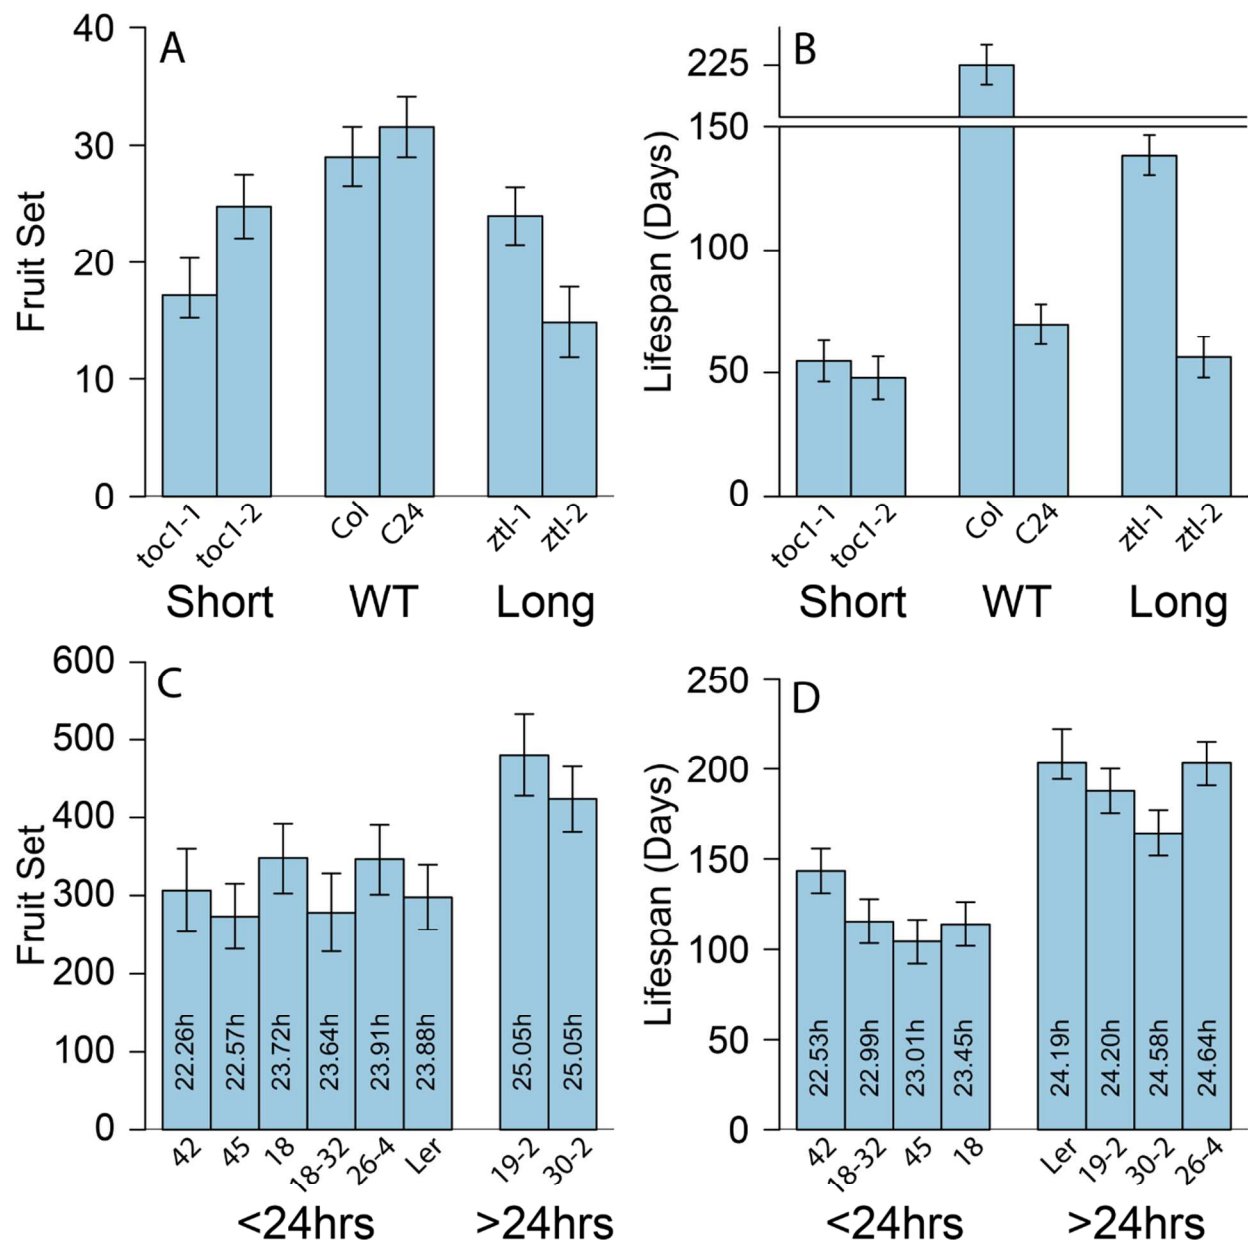 A
Fruit Set
40
30
20
10
0
toc1-1 toc1-2 Col C24 ztl-1 ztl-2
Short WT Long
B
Lifespan (Days)
225
150
100
50
0
toc1-1 toc1-2 Col C24 ztl-1 ztl-2
Short WT Long
C
Fruit Set
600
500
400
300
200
100
0
22.26h 22.57h 23.72h 23.64h 23.91h 23.88h 25.05h 25.05h
42 45 18 18-32 26-4 Ler 19-2 30-2
<24hrs >24hrs
D
Lifespan (Days)
250
200
150
100
50
0
22.53h 22.99h 23.01h 23.45h 24.19h 24.20h 24.58h 24.64h
42 18-32 45 18 Ler 19-2 30-2 26-4
<24hrs >24hrs